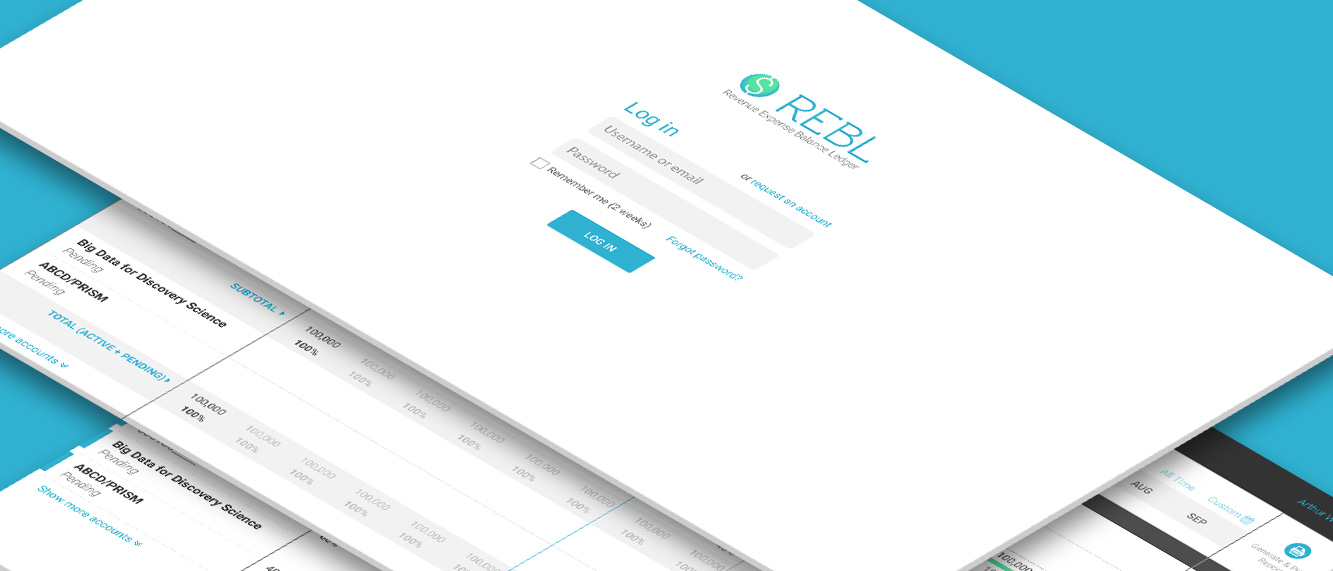 REBL
Revenue Expense Balance Ledger
Log in
or request an account
Username or email
Password
Remember me (2 weeks)
Forgot password?
LOG IN
Big Data for Discovery Science
Pending
ABCD/PRISM
Pending
SUBTOTAL
TOTAL (ACTIVE + PENDING)
more accounts
100,000
100%
100,000
100%
100,000
100%
100,000
100%
100,000
100%
100,000
100%
100,000
100%
100,000
100%
100,000
100%
100,000
100%
100,000
100%
100,000
100%
100,000
100%
Big Data for Discovery Science
Pending
ABCD/PRISM
Pending
Show more accounts
All Time
Custom
AUG
SEP
Arthur
Generate &
100,000